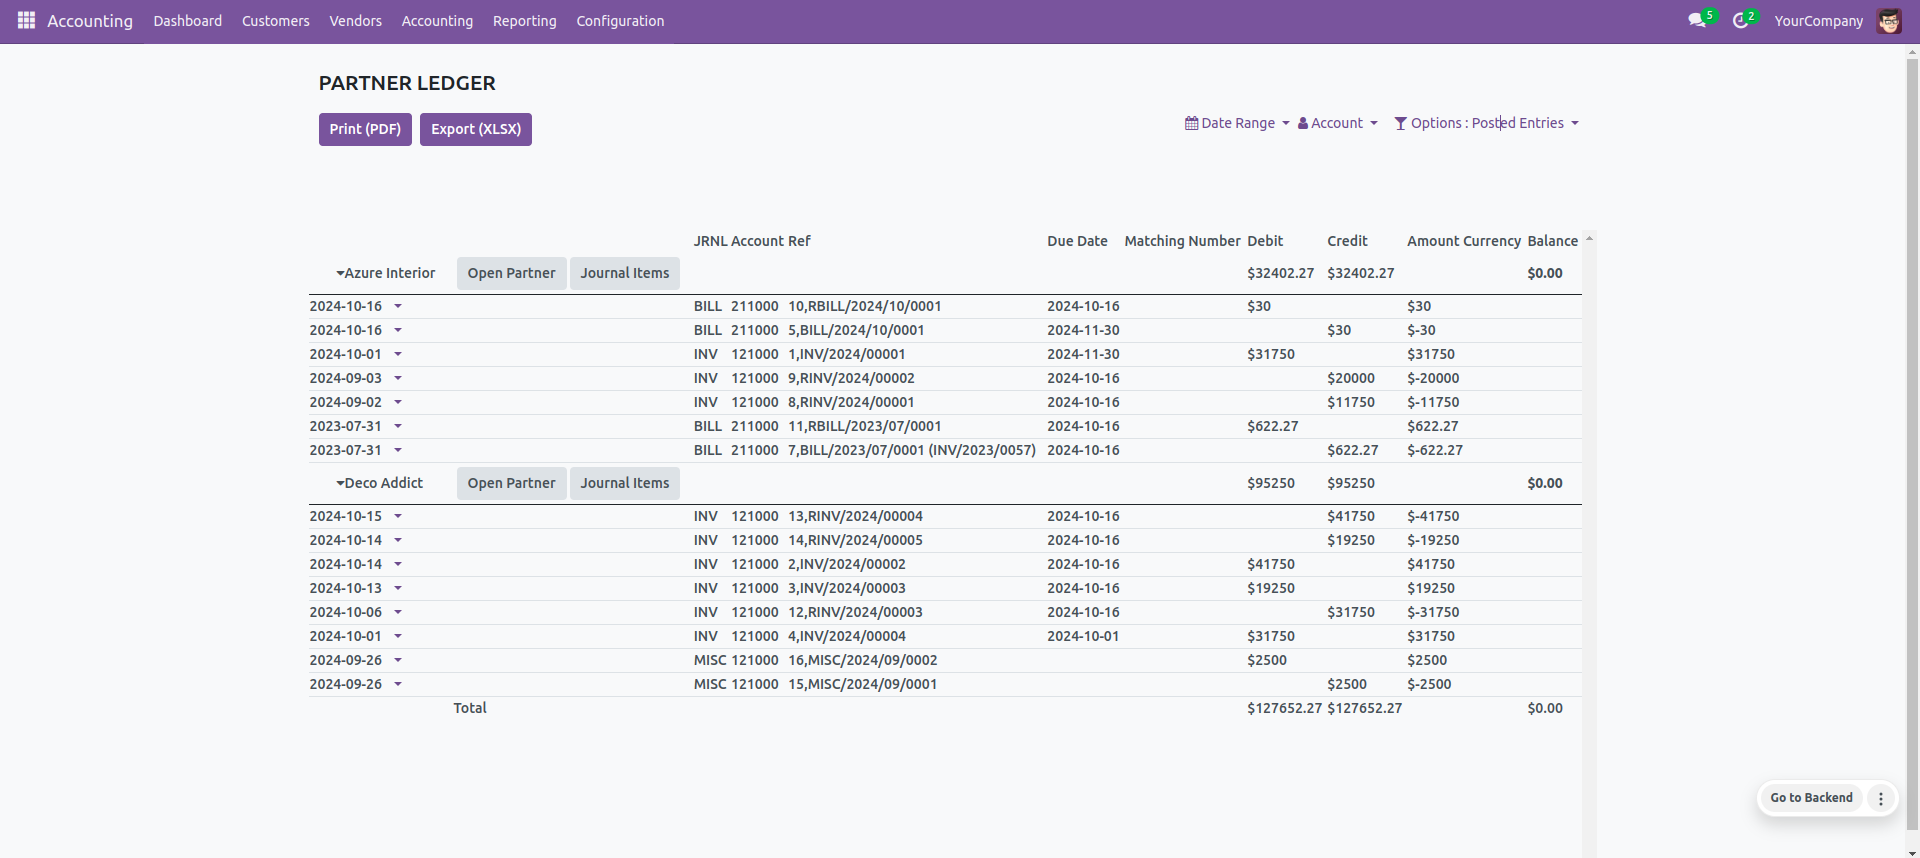 Accounting Dashboard Customers Vendors Accounting Reporting Configuration 5 2 YourCompany
PARTNER LEDGER
Print (PDF) Export (XLSX) Date Range Account Options : Posted Entries
JRNL Account Ref Due Date Matching Number Debit Credit Amount Currency Balance
Azure Interior Open Partner Journal Items $32402.27 $32402.27 $0.00
2024-10-16 BILL 211000 10,RBILL/2024/10/0001 2024-10-16 $30 $30
2024-10-16 BILL 211000 5,BILL/2024/10/0001 2024-11-30 $30 $-30
2024-10-01 INV 121000 1,INV/2024/00001 2024-11-30 $31750 $31750
2024-09-03 INV 121000 9,RINV/2024/00002 2024-10-16 $20000 $-20000
2024-09-02 INV 121000 8,RINV/2024/00001 2024-10-16 $11750 $-11750
2023-07-31 BILL 211000 11,RBILL/2023/07/0001 2024-10-16 $622.27 $622.27
2023-07-31 BILL 211000 7,BILL/2023/07/0001 (INV/2023/0057) 2024-10-16 $622.27 $-622.27
Deco Addict Open Partner Journal Items $95250 $95250 $0.00
2024-10-15 INV 121000 13,RINV/2024/00004 2024-10-16 $41750 $-41750
2024-10-14 INV 121000 14,RINV/2024/00005 2024-10-16 $19250 $-19250
2024-10-14 INV 121000 2,INV/2024/00002 2024-10-16 $41750 $41750
2024-10-13 INV 121000 3,INV/2024/00003 2024-10-16 $19250 $19250
2024-10-06 INV 121000 12,RINV/2024/00003 2024-10-16 $31750 $-31750
2024-10-01 INV 121000 4,INV/2024/00004 2024-10-01 $31750 $31750
2024-09-26 MISC 121000 16,MISC/2024/09/0002 $2500 $2500
2024-09-26 MISC 121000 15,MISC/2024/09/0001 $2500 $-2500
Total $127652.27 $127652.27 $0.00
Go to Backend